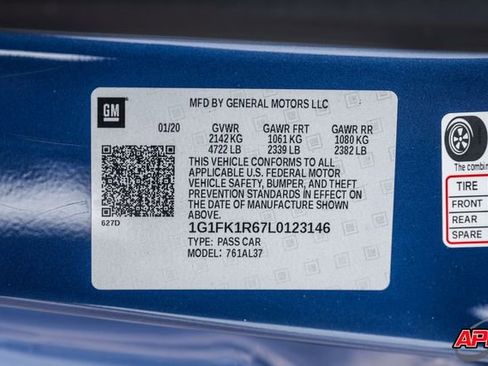 GM
MFD BY GENERAL MOTORS LLC
01/20 GVWR GAWR FRT GAWR RR
2142 KG 1061 KG 1080 KG
4722 LB 2339 LB 2382 LB
THIS VEHICLE CONFORMS TO ALL
APPLICABLE U.S. FEDERAL MOTOR
VEHICLE SAFETY, BUMPER, AND THEFT
PREVENTION STANDARDS IN EFFECT ON
THE DATE OF MANUFACTURE SHOWN
ABOVE.
627D
1G1FK1R67L0123146
TYPE: PASS CAR
MODEL: 761AL37
The combin
TIRE
FRONT
REAR
SPARE